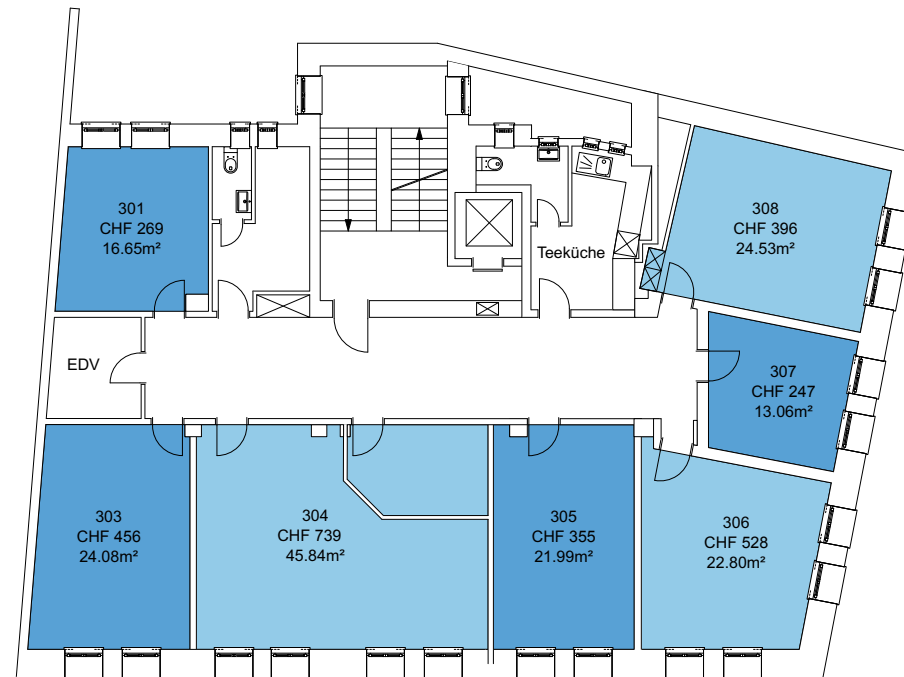 301
CHF 269
16.65m²
308
CHF 396
24.53m²
Teeküche
EDV
307
CHF 247
13.06m²
303
CHF 456
24.08m²
304
CHF 739
45.84m²
305
CHF 355
21.99m²
306
CHF 528
22.80m²